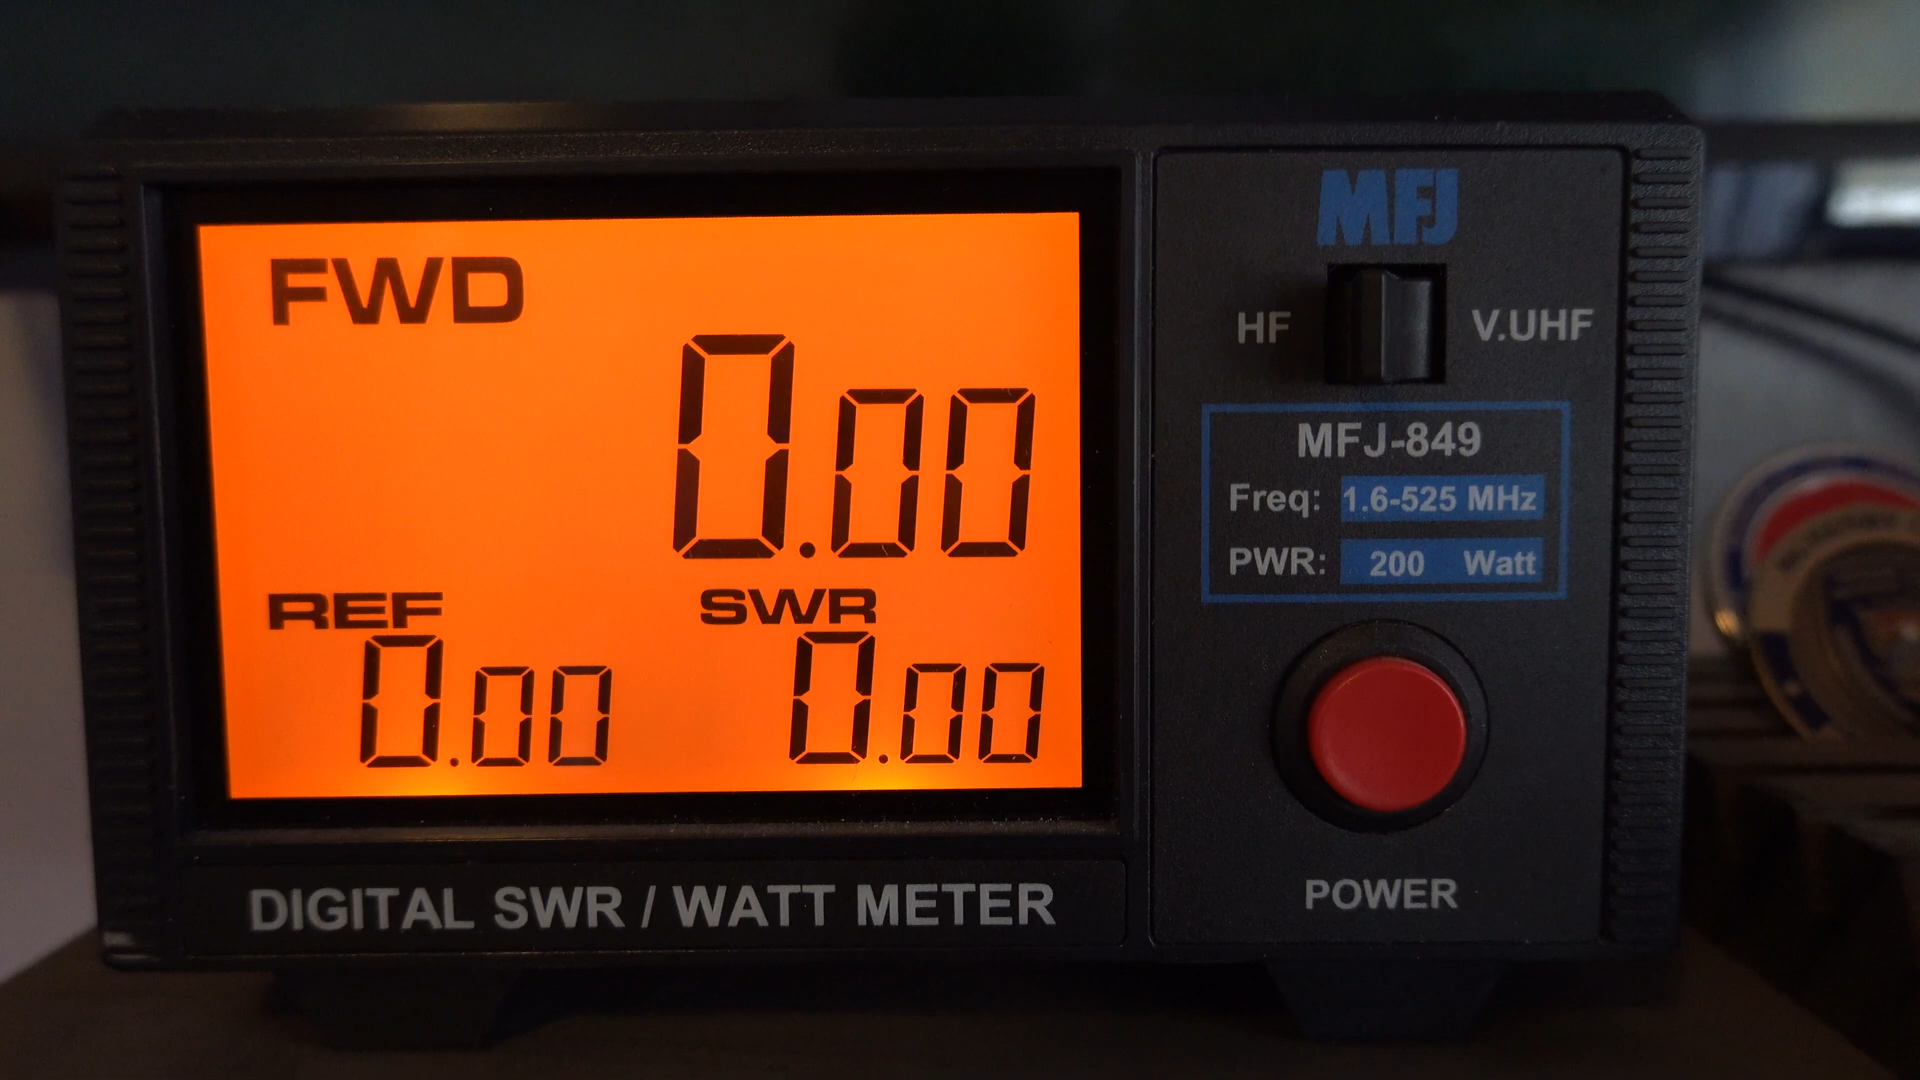 FWD
0.00
REF
0.00
SWR
0.00
DIGITAL SWR / WATT METER
MFJ
HF
V.UHF
MFJ-849
Freq: 1.6-525 MHz
PWR: 200 Watt
POWER